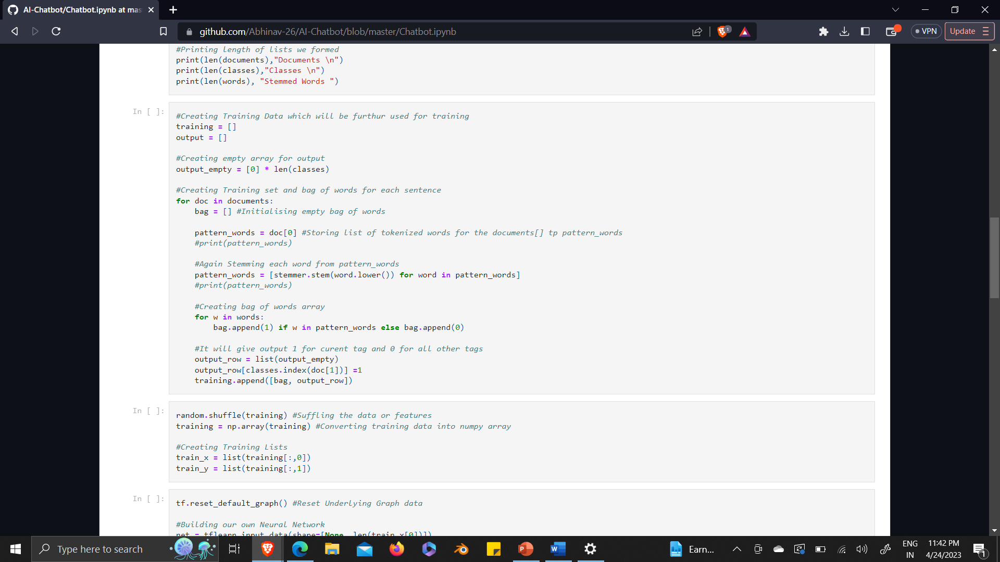 AI-Chatbot/Chatbot.ipynb at mas
github.com/Abhinav-26/AI-Chatbot/blob/master/Chatbot.ipynb
1
VPN
Update
#Printing length of lists we formed
print(len(documents),"Documents \n")
print(len(classes),"Classes \n")
print(len(words), "Stemmed Words ")
In [ ]:
#Creating Training Data which will be furthur used for training
training = []
output = []
#Creating empty array for output
output_empty = [0] * len(classes)
#Creating Training set and bag of words for each sentence
for doc in documents:
    bag = [] #Initialising empty bag of words
    pattern_words = doc[0] #Storing list of tokenized words for the documents[] tp pattern_words
    #print(pattern_words)
    #Again Stemming each word from pattern_words
    pattern_words = [stemmer.stem(word.lower()) for word in pattern_words]
    #print(pattern_words)
    #Creating bag of words array
    for w in words:
        bag.append(1) if w in pattern_words else bag.append(0)
    #It will give output 1 for curent tag and 0 for all other tags
    output_row = list(output_empty)
    output_row[classes.index(doc[1])] =1
    training.append([bag, output_row])
In [ ]:
random.shuffle(training) #Suffling the data or features
training = np.array(training) #Converting training data into numpy array
#Creating Training Lists
train_x = list(training[:,0])
train_y = list(training[:,1])
In [ ]:
tf.reset_default_graph() #Reset Underlying Graph data
#Building our own Neural Network
net = tflearn.input_data(shape=[None, len(train_x[0])])
Type here to search
Earn...
ENG
IN
11:42 PM
4/24/2023
1